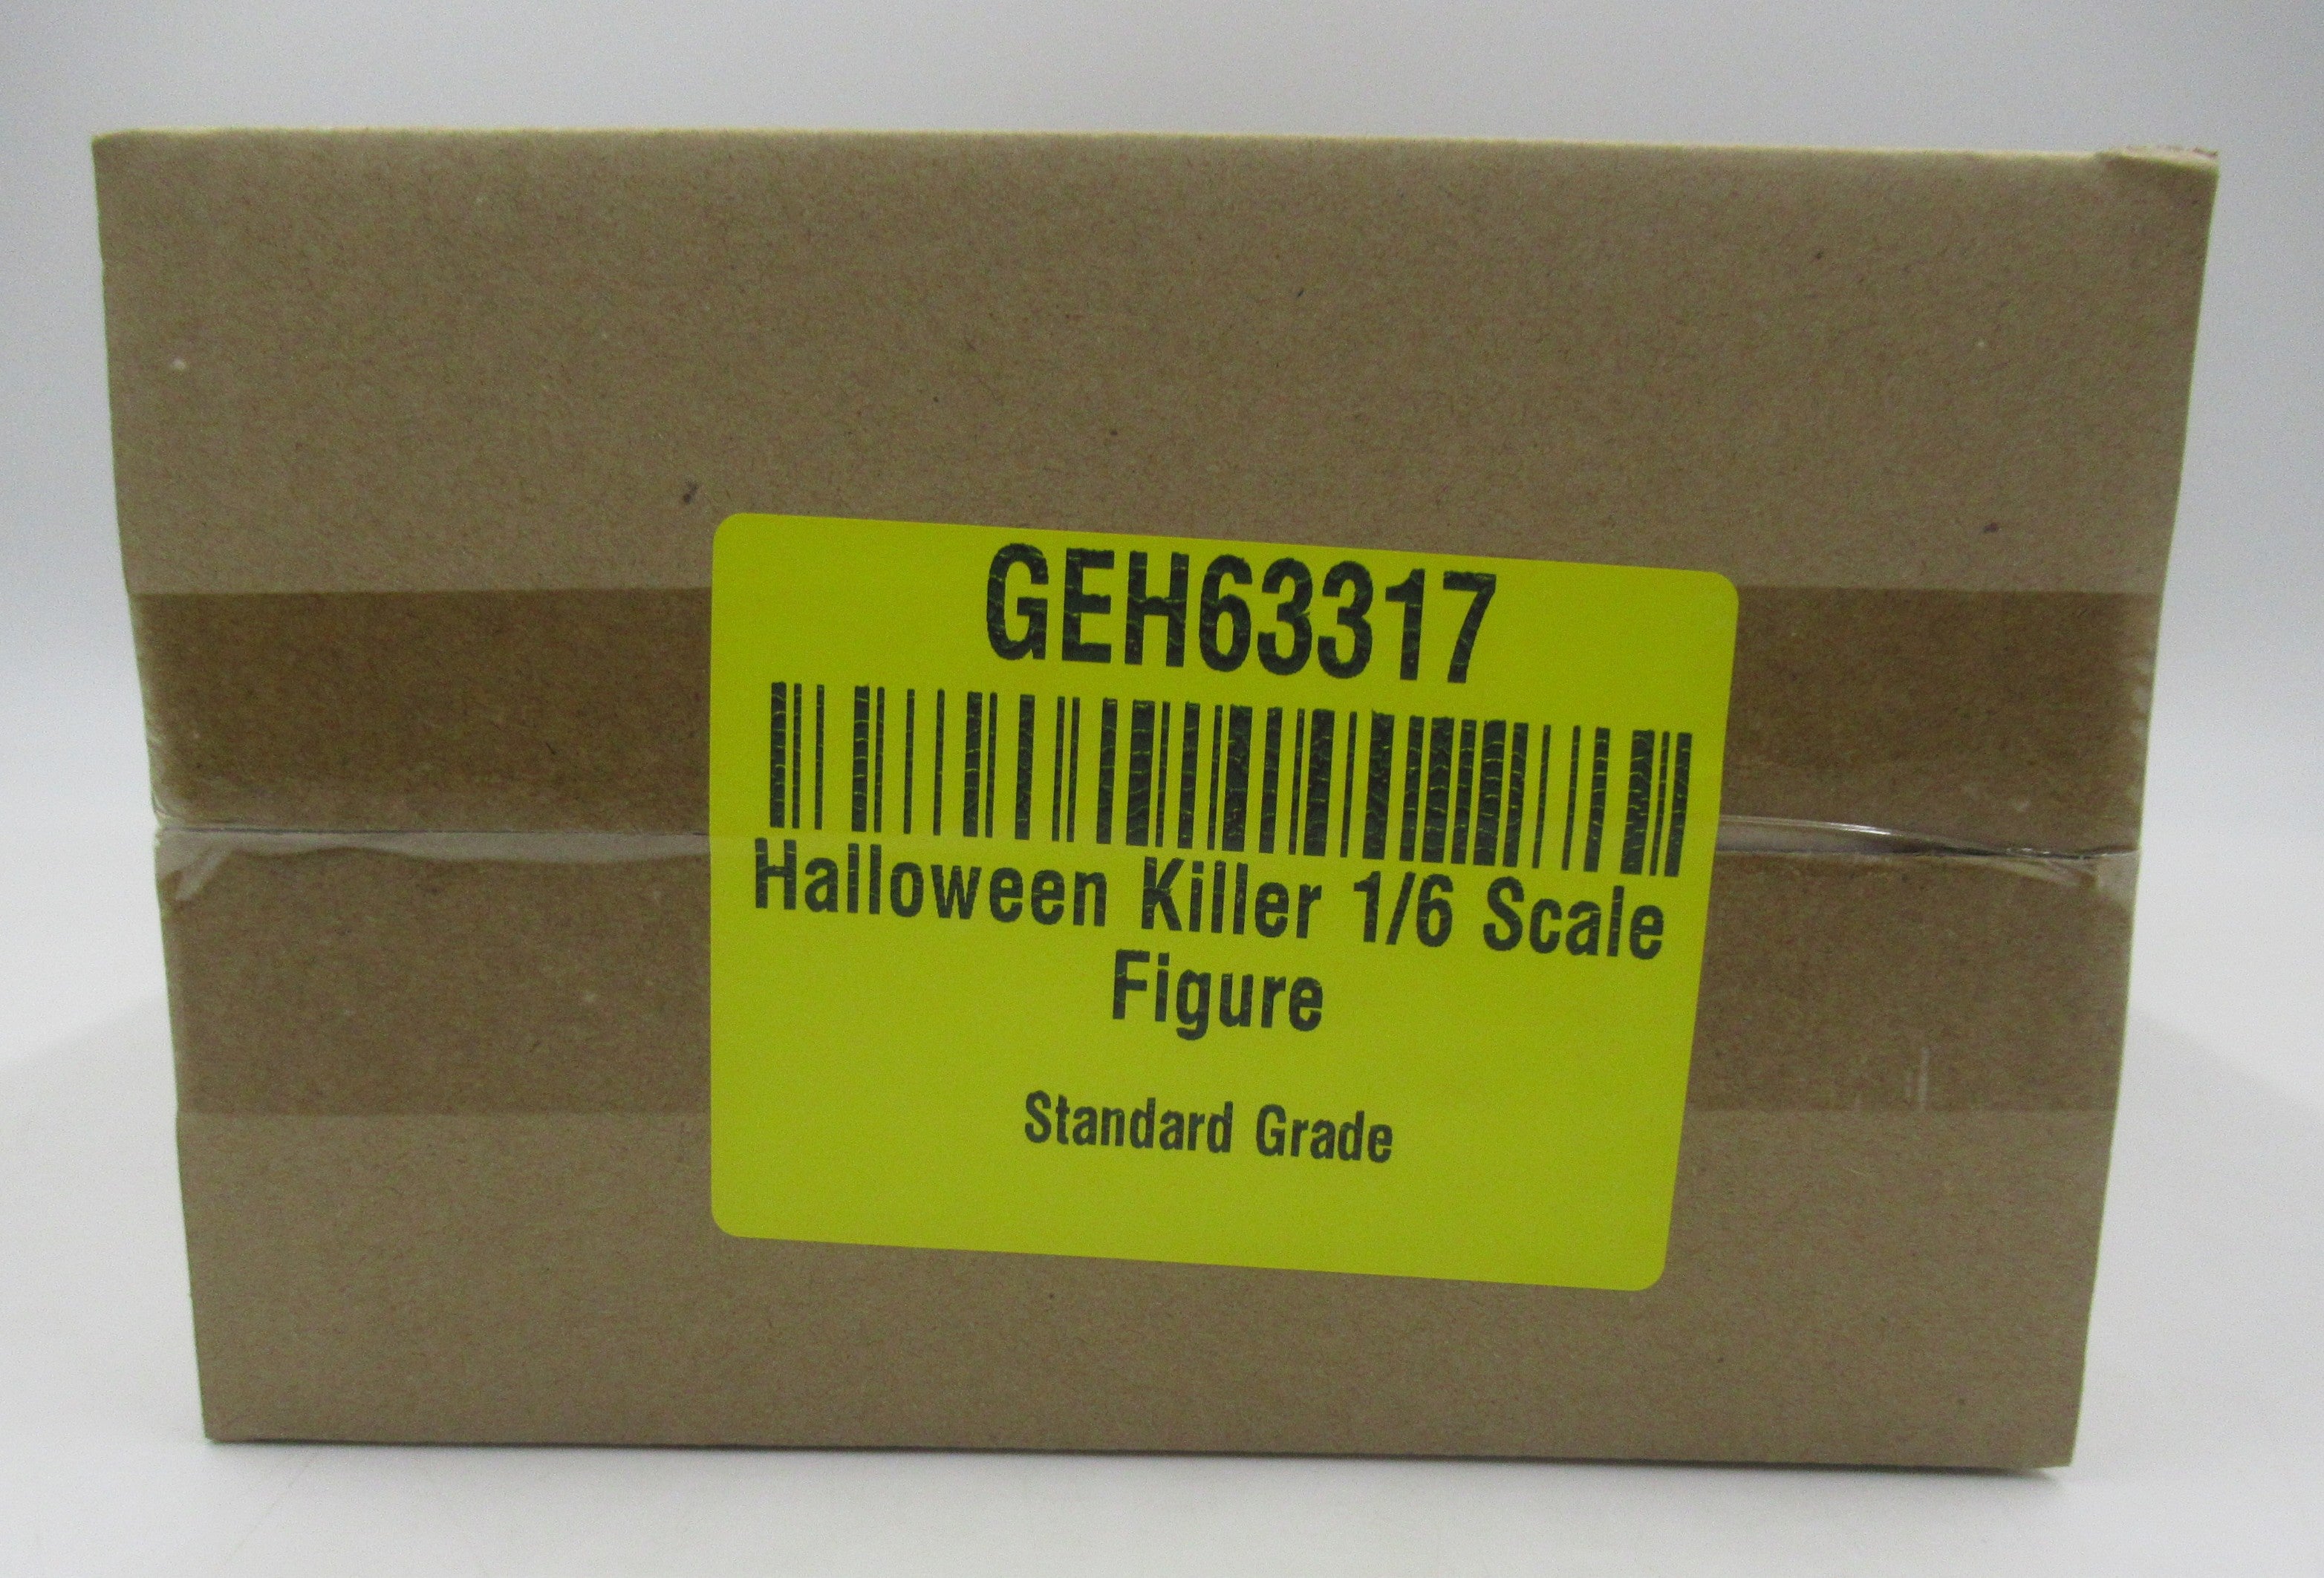 GEH63317
Halloween Killer 1/6 Scale
Figure
Standard Grade